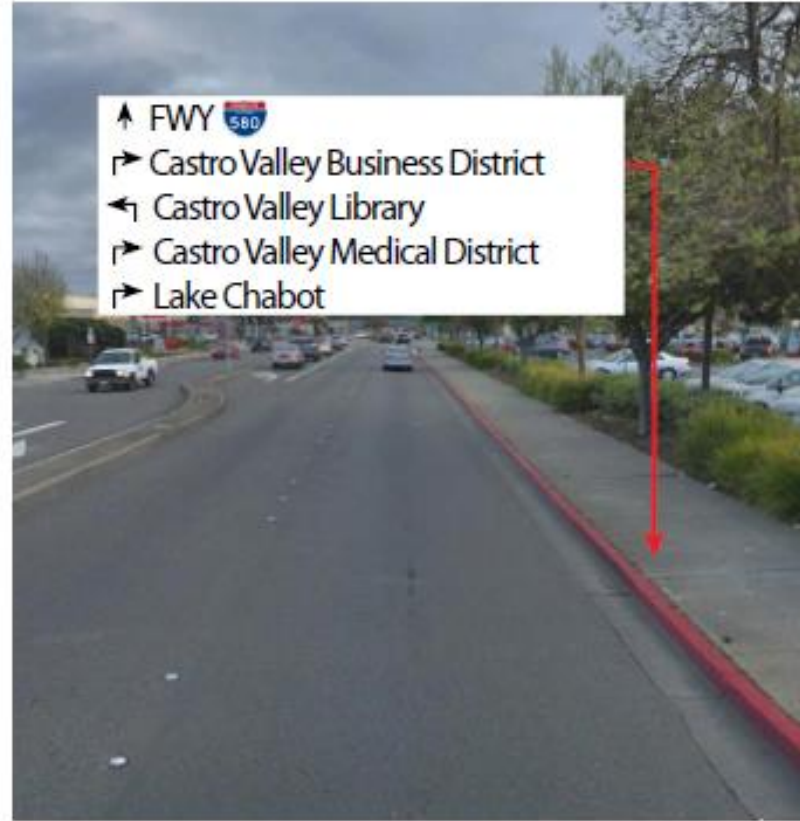 FWY 580
Castro Valley Business District
Castro Valley Library
Castro Valley Medical District
Lake Chabot